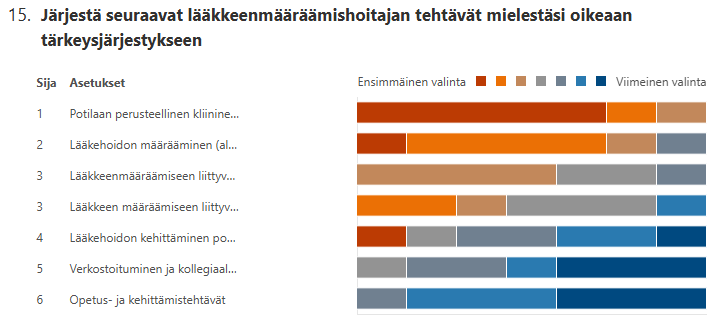 15. Järjestä seuraavat lääkkeenmääräämishoitajan tehtävät mielestäsi oikeaan
tärkeysjärjestykseen
Sija Asetukset Ensimmäinen valinta Viimeinen valinta
1 Potilaan perusteellinen kliinine...
2 Lääkehoidon määrääminen (al...
3 Lääkkeenmääräämiseen liittyv...
3 Lääkkeen määräämiseen liittyv...
4 Lääkehoidon kehittäminen po...
5 Verkostoituminen ja kollegiaal...
6 Opetus- ja kehittämistehtävät